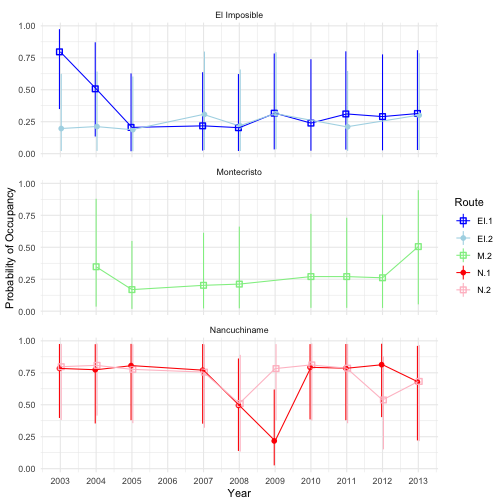 El Imposible
1.00
0.75
0.50
0.25
0.00
Montecristo
1.00
0.75
0.50
0.25
0.00
Nancuchiname
1.00
0.75
0.50
0.25
0.00
2003 2004 2005 2006 2007 2008 2009 2010 2011 2012 2013
Year
Probability of Occupancy
Route
EI.1
EI.2
M.2
N.1
N.2